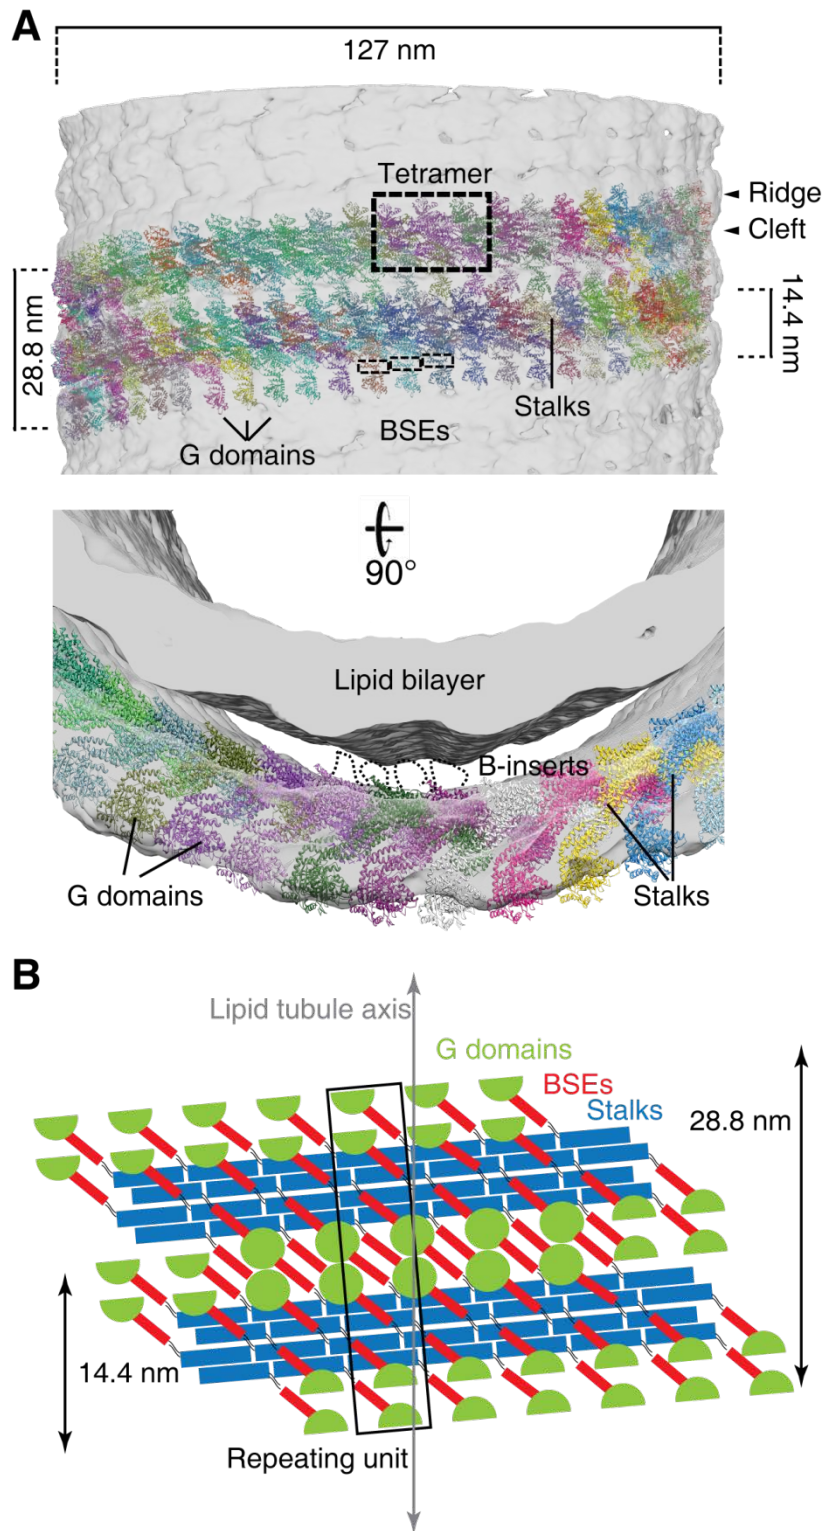 A
127 nm
Tetramer
Ridge
Cleft
28.8 nm
14.4 nm
Stalks
G domains
BSEs
90°
Lipid bilayer
B-inserts
G domains
Stalks
B
Lipid tubule axis
G domains
BSEs
Stalks
28.8 nm
14.4 nm
Repeating unit